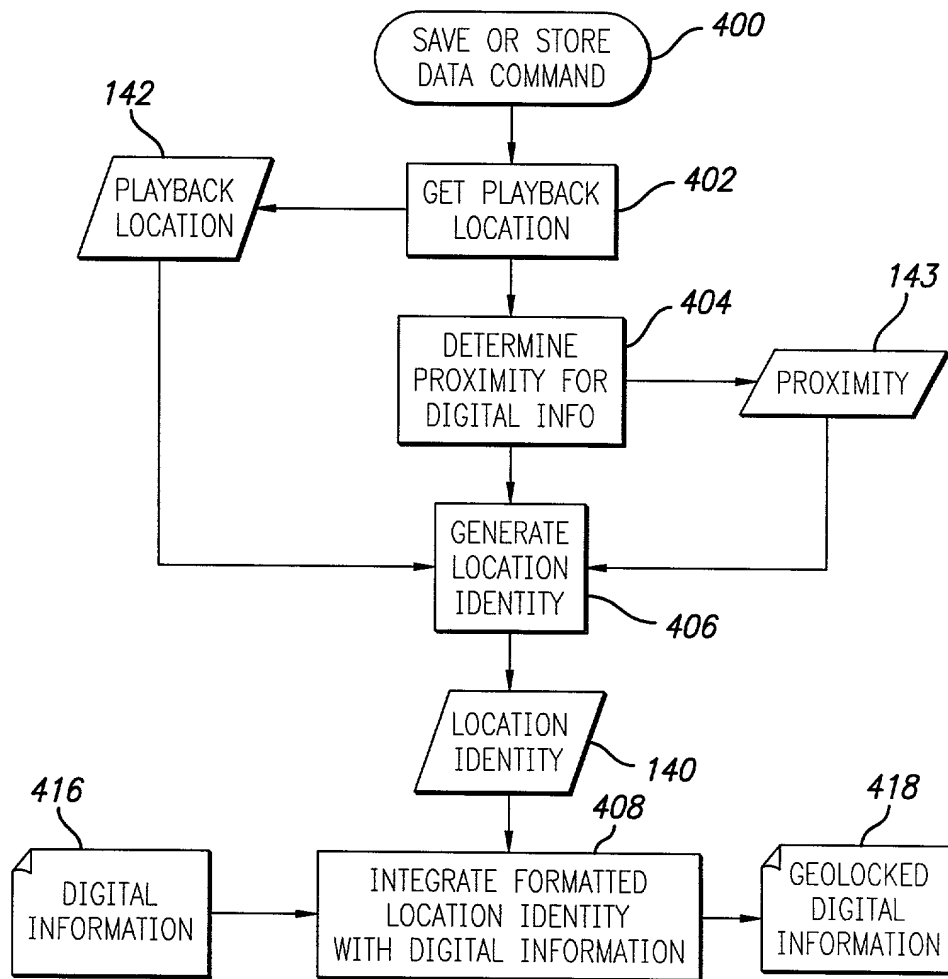 SAVE OR STORE
DATA COMMAND
400
142
PLAYBACK
LOCATION
GET PLAYBACK
LOCATION
402
404
143
DETERMINE
PROXIMITY FOR
DIGITAL INFO
PROXIMITY
GENERATE
LOCATION
IDENTITY
406
LOCATION
IDENTITY
140
416
408
418
DIGITAL
INFORMATION
INTEGRATE FORMATTED
LOCATION IDENTITY
WITH DIGITAL INFORMATION
GEOLOCKED
DIGITAL
INFORMATION